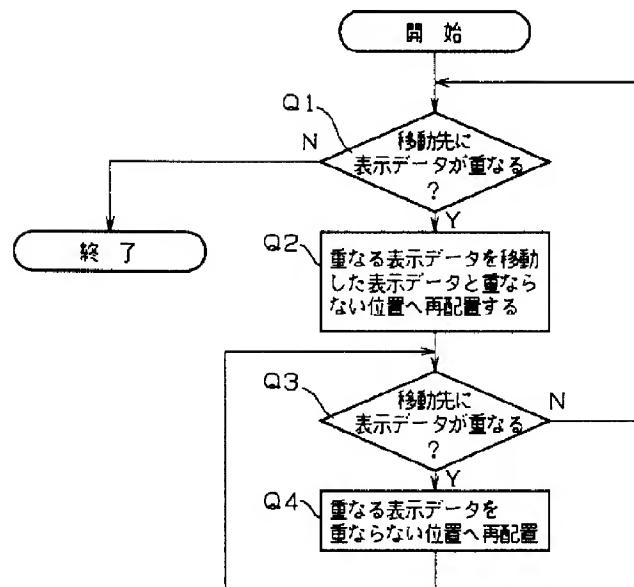 開始
Q1
N
移動先に
表示データが重なる
?
Y
終了
Q2
重なる表示データを移動
した表示データと重なら
ない位置へ再配置する
Q3
移動先に
表示データが重なる
?
N
Y
Q4
重なる表示データを
重ならない位置へ再配置